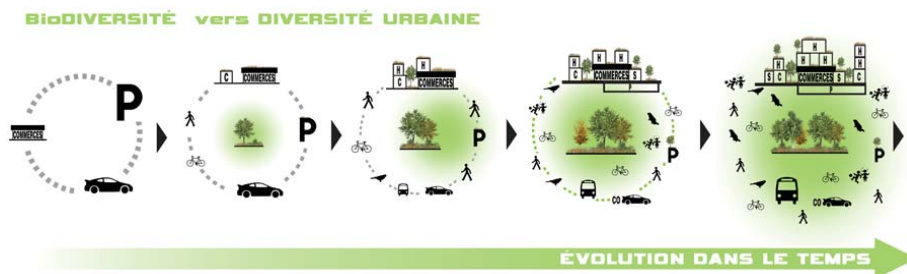 BioDIVERSITÉ vers DIVERSITÉ URBAINE
COMMERCES
P
C
COMMERCES
P
H
H
C
COMMERCES
P
H
H
H
H
C
COMMERCES
S
P
P
CO
H
H
H
H
H
H
S
C
COMMERCES
S
C
P
P
CO
ÉVOLUTION DANS LE TEMPS